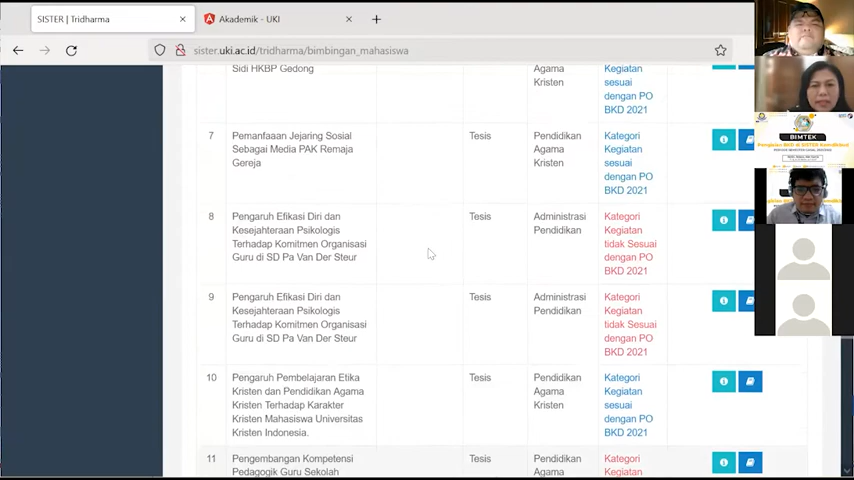 SISTER | Tridharma
Akademik - UKI
sister.uki.ac.id/tridharma/bimbingan_mahasiswa
Sidi HKBP Gedong
Agama
Kristen
Kegiatan
sesuai
dengan PO
BKD 2021
7
Pemanfaaan Jejaring Sosial
Sebagai Media PAK Remaja
Gereja
Tesis
Pendidikan
Agama
Kristen
Kategori
Kegiatan
sesuai
dengan PO
BKD 2021
8
Pengaruh Efikasi Diri dan
Kesejahteraan Psikologis
Terhadap Komitmen Organisasi
Guru di SD Pa Van Der Steur
Tesis
Administrasi
Pendidikan
Kategori
Kegiatan
tidak Sesuai
dengan PO
BKD 2021
9
Pengaruh Efikasi Diri dan
Kesejahteraan Psikologis
Terhadap Komitmen Organisasi
Guru di SD Pa Van Der Steur
Tesis
Administrasi
Pendidikan
Kategori
Kegiatan
tidak Sesuai
dengan PO
BKD 2021
10
Pengaruh Pembelajaran Etika
Kristen dan Pendidikan Agama
Kristen Terhadap Karakter
Kristen Mahasiswa Universitas
Kristen Indonesia.
Tesis
Pendidikan
Agama
Kristen
Kategori
Kegiatan
sesuai
dengan PO
BKD 2021
11
Pengembangan Kompetensi
Pedagogik Guru Sekolah
Tesis
Pendidikan
Agama
Kategori
Kegiatan
BIMTEK